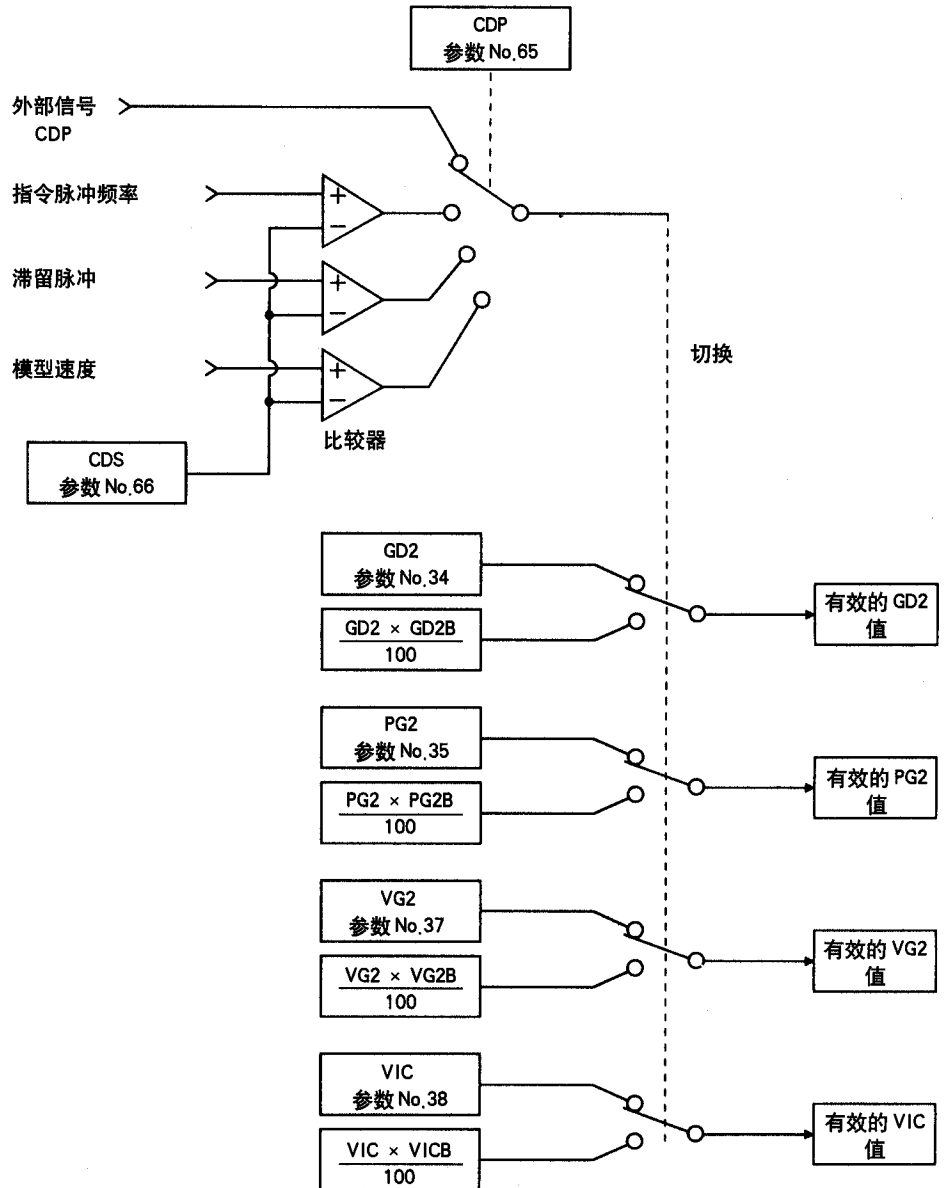 CDP
参数 No.65
外部信号
CDP
指令脉冲频率
+
−
滞留脉冲
+
−
模型速度
+
−
比较器
切换
CDS
参数 No.66
GD2
参数 No.34
GD2 × GD2B
100
有效的 GD2
值
PG2
参数 No.35
PG2 × PG2B
100
有效的 PG2
值
VG2
参数 No.37
VG2 × VG2B
100
有效的 VG2
值
VIC
参数 No.38
VIC × VICB
100
有效的 VIC
值